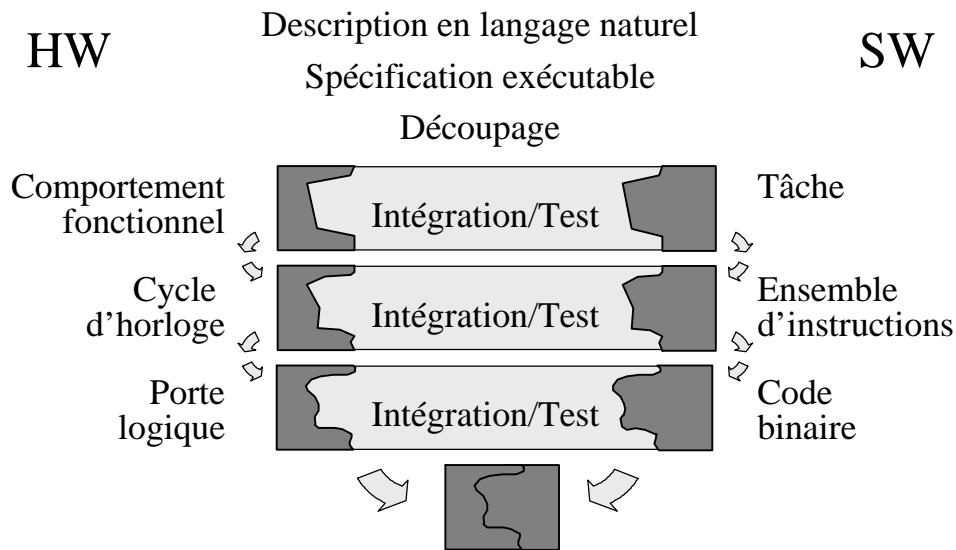 HW
Description en langage naturel
SW
Spécification exécutable
Découpage
Comportement
fonctionnel
Intégration/Test
Tâche
Cycle
d’horloge
Intégration/Test
Ensemble
d’instructions
Porte
logique
Intégration/Test
Code
binaire